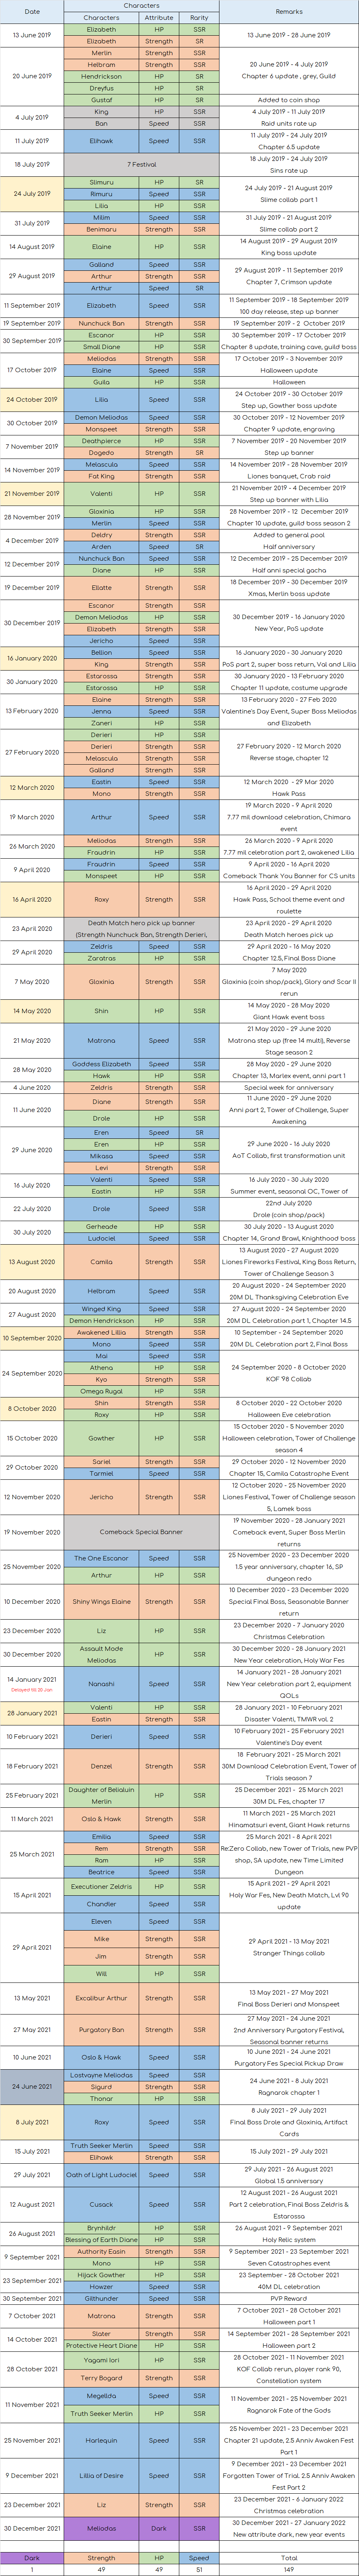 Date Characters Remarks
Characters Attribute Rarity
13 June 2019 Elizabeth HP SSR 13 June 2019 - 28 June 2019
Elizabeth Strength SR
20 June 2019 Merlin Strength SSR 20 June 2019 - 4 July 2019
Helbram Strength SSR Chapter 6 update , grey, Guild
Hendrickson HP SR
Dreyfus HP SR
Gustaf HP SR Added to coin shop
4 July 2019 King HP SSR 4 July 2019 - 11 July 2019
Ban Speed SSR Raid units rate up
11 July 2019 Elihawk Speed SSR 11 July 2019 - 24 July 2019
Chapter 6.5 update
18 July 2019 7 Festival 18 July 2019 - 24 July 2019
Sins rate up
24 July 2019 Slimuru HP SR 24 July 2019 - 21 August 2019
Rimuru Speed SSR Slime collab part 1
Lilia HP SSR
31 July 2019 Milim Speed SSR 31 July 2019 - 21 August 2019
Benimaru Strength SSR Slime collab part 2
14 August 2019 Elaine HP SSR 14 August 2019 - 29 August 2019
King boss update
29 August 2019 Galland Speed SSR 29 August 2019 - 11 September 2019
Arthur Strength SSR Chapter 7, Crimson update
Arthur Speed SR
11 September 2019 Elizabeth Speed SSR 11 September 2019 - 18 September 2019
100 day release, step up banner
19 September 2019 Nunchuck Ban Strength SSR 19 September 2019 - 2 October 2019
30 September 2019 Escanor HP SSR 30 September 2019 - 17 October 2019
Small Diane HP SSR Chapter 8 update, training cave, guild boss
17 October 2019 Meliodas Strength SSR 17 October 2019 - 3 November 2019
Elaine Speed SSR Halloween update
Guila HP SSR Halloween
24 October 2019 Lilia Speed SSR 24 October 2019 - 30 October 2019
Step up, Gowther boss update
30 October 2019 Demon Meliodas Speed SSR 30 October 2019 - 12 November 2019
Monspeet Strength SSR Chapter 9 update, engraving
7 November 2019 Deathpierce HP SSR 7 November 2019 - 20 November 2019
Dogedo Strength SR Step up banner
14 November 2019 Melascula Speed SSR 14 November 2019 - 28 November 2019
Fat King Strength SSR Liones banquet, Crab raid
21 November 2019 Valenti HP SSR 21 November 2019 - 4 December 2019
Step up banner with Lilia
28 November 2019 Gloxinia HP SSR 28 November 2019 - 12 December 2019
Merlin Speed SSR Chapter 10 update, guild boss season 2
4 December 2019 Deldry Strength SSR Added to general pool
Arden Speed SR Half anniversary
12 December 2019 Nunchuck Ban Speed SSR 12 December 2019 - 25 December 2019
Diane HP SSR Half anni special gacha
19 December 2019 Ellatte Strength SSR 18 December 2019 - 30 December 2019
Xmas, Merlin boss update
30 December 2019 Escanor Strength SSR 30 December 2019 - 16 January 2020
Demon Meliodas HP SSR New Year, PoS update
Elizabeth Strength SSR
Jericho Speed SSR
16 January 2020 Bellion Speed SSR 16 January 2020 - 30 January 2020
King Strength SSR PoS part 2, super boss return, Val and Lilia
30 January 2020 Estarossa Strength SSR 30 January 2020 - 13 February 2020
Estarossa HP SSR Chapter 11 update, costume upgrade
13 February 2020 Elaine Strength SSR 13 February 2020 - 27 Feb 2020
Jenna Speed SSR Valentine's Day Event, Super Boss Meliodas
Zaneri HP SSR and Elizabeth
27 February 2020 Derieri HP SSR 27 February 2020 - 12 March 2020
Derieri Strength SSR Reverse stage, chapter 12
Melascula Strength SSR
Galland Strength SSR
12 March 2020 Eastin Speed SSR 12 March 2020 - 29 Mar 2020
Mono Strength SSR Hawk Pass
19 March 2020 Arthur Speed SSR 19 March 2020 - 9 April 2020
7.77 mil download celebration, Chimara
event
26 March 2020 Meliodas Strength SSR 26 March 2020 - 9 April 2020
Fraudrin HP SSR 7.77 mil celebration part 2, awakened Lilia
9 April 2020 Fraudrin Speed SSR 9 April 2020 - 16 April 2020
Monspeet HP SSR Comeback Thank You Banner for CS units
16 April 2020 Roxy Strength SSR 16 April 2020 - 29 April 2020
Hawk Pass, School theme event and
roulette
23 April 2020 Death Match hero pick up banner 23 April 2020 - 29 April 2020
(Strength Nunchuck Ban, Strength Derieri, Death Match heroes pick up
29 April 2020 Zeldris Speed SSR 29 April 2020 - 16 May 2020
Zaratras HP SSR Chapter 12.5, Final Boss Diane
7 May 2020 Gloxinia Strength SSR 7 May 2020
Gloxinia (coin shop/pack), Glory and Scar II
rerun
14 May 2020 Shin HP SSR 14 May 2020 - 28 May 2020
Giant Hawk event boss
21 May 2020 Matrona Speed SSR 21 May 2020 - 29 June 2020
Matrona step up (free 14 multi), Reverse
Stage season 2
28 May 2020 Goddess Elizabeth Speed SSR 28 May 2020 - 29 June 2020
Hawk HP SSR Chapter 13, Marlex event, anni part 1
4 June 2020 Zeldris Strength SSR Special week for anniversary
11 June 2020 Diane Strength SSR 11 June 2020 - 29 June 2020
Drole HP SSR Anni part 2, Tower of Challenge, Super
Awakening
29 June 2020 Eren Speed SR 29 June 2020 - 16 July 2020
Eren HP SSR AoT Collab, first transformation unit
Mikasa Speed SSR
Levi Strength SSR
16 July 2020 Valenti Speed SSR 16 July 2020 - 30 July 2020
Eastin HP SSR Summer event, seasonal OC, Tower of
22 July 2020 Drole Speed SSR 22nd July 2020
Drole (coin shop/pack)
30 July 2020 Gerheade HP SSR 30 July 2020 - 13 August 2020
Ludociel Speed SSR Chapter 14, Grand Brawl, Knighthood boss
13 August 2020 Camila Strength SSR 13 August 2020 - 27 August 2020
Liones Fireworks Festival, King Boss Return,
Tower of Challenge Season 3
20 August 2020 Helbram Speed SSR 20 August 2020 - 24 September 2020
20M DL Thanksgiving Celebration Eve
27 August 2020 Winged King Speed SSR 27 August 2020 - 24 September 2020
Demon Hendrickson HP SSR 20M DL Celebration part 1, Chapter 14.5
10 September 2020 Awakened Lillia Strength SSR 10 September - 24 September 2020
Mono Speed SSR 20M DL Celebration part 2, Final Boss
24 September 2020 Mai Speed SSR 24 September 2020 - 8 October 2020
Athena HP SSR KOF '98 Collab
Kyo Strength SSR
Omega Rugal HP SSR
8 October 2020 Shin Strength SSR 8 October 2020 - 22 October 2020
Roxy HP SSR Halloween Eve celebration
15 October 2020 Gowther HP SSR 15 October 2020 - 5 November 2020
Halloween celebration, Tower of Challenge
season 4
29 October 2020 Sariel Strength SSR 29 October 2020 - 12 November 2020
Tarmiel Speed SSR Chapter 15, Camila Catastrophe Event
12 November 2020 Jericho Strength SSR 12 October 2020 - 25 November 2020
Liones Festival, Tower of Challenge season
5, Lamek boss
19 November 2020 Comeback Special Banner 19 November 2020 - 28 January 2021
Comeback event, Super Boss Merlin
returns
25 November 2020 The One Escanor Speed SSR 25 November 2020 - 23 December 2020
Arthur HP SSR 1.5 year anniversary, chapter 16, SP
dungeon redo
10 December 2020 Shiny Wings Elaine Strength SSR 10 December 2020 - 23 December 2020
Special Final Boss, Seasonable Banner
return
23 December 2020 Liz HP SSR 23 December 2020 - 7 January 2020
Christmas Celebration
30 December 2020 Assault Mode HP SSR 30 December 2020 - 28 January 2021
Meliodas New Year celebration, Holy War Fes
14 January 2021 Nanashi Speed SSR 14 January 2021 - 28 January 2021
Delayed till 20 Jan New Year celebration part 2, equipment
QOLs
28 January 2021 Valenti HP SSR 28 January 2021 - 10 February 2021
Eastin Strength SSR Disaster Valenti, TMWR vol. 2
10 February 2021 Derieri Speed SSR 10 February 2021 - 25 February 2021
Valentine's Day event
18 February 2021 Denzel Strength SSR 18 February 2021 - 25 March 2021
30M Download Celebration Event, Tower of
Trials season 7
25 February 2021 Daughter of Belialuin HP SSR 25 December 2021 - 25 March 2021
Merlin 30M DL Fes, chapter 17
11 March 2021 Oslo & Hawk Strength SSR 11 March 2021 - 25 March 2021
Hinamatsuri event, Giant Hawk returns
25 March 2021 Emilia Speed SSR 25 March 2021 - 8 April 2021
Rem Strength SSR Re:Zero Collab, new Tower of Trials, new PVP
Ram HP SSR shop, SA update, new Time Limited
Beatrice Speed SSR Dungeon
15 April 2021 Executioner Zeldris HP SSR 15 April 2021 - 29 April 2021
Chandler Speed SSR Holy War Fes, New Death Match, Lvl 90
update
29 April 2021 Eleven Speed SSR 29 April 2021 - 13 May 2021
Mike Strength SSR Stranger Things collab
Jim Strength SSR
Will HP SSR
13 May 2021 Excalibur Arthur Strength SSR 13 May 2021 - 27 May 2021
Final Boss Derieri and Monspeet
27 May 2021 Purgatory Ban Strength SSR 27 May 2021 - 24 June 2021
2nd Anniversary Purgatory Festival,
Seasonal banner returns
10 June 2021 Oslo & Hawk Speed SSR 10 June 2021 - 24 June 2021
Purgatory Fes Special Pickup Draw
24 June 2021 Lostvayne Meliodas Speed SSR 24 June 2021 - 8 July 2021
Sigurd Strength SSR Ragnarok chapter 1
Thonar HP SSR
8 July 2021 Roxy Speed SSR 8 July 2021 - 29 July 2021
Final Boss Drole and Gloxinia, Artifact
Cards
15 July 2021 Truth Seeker Merlin Speed SSR 15 July 2021 - 29 July 2021
Elihawk Strength SSR
29 July 2021 Oath of Light Ludociel Speed SSR 29 July 2021 - 26 August 2021
Global 1.5 anniversary
12 August 2021 Cusack Speed SSR 12 August 2021 - 26 August 2021
Part 2 celebration, Final Boss Zeldris &
Estarossa
26 August 2021 Brynhildr HP SSR 26 August 2021 - 9 September 2021
Blessing of Earth Diane HP SSR Holy Relic system
9 September 2021 Authority Easin Strength SSR 9 September 2021 - 23 September 2021
Mono HP SSR Seven Catastrophes event
23 September 2021 Hijack Gowther HP SSR 23 September - 28 October 2021
Howzer Speed SSR 40M DL celebration
30 September 2021 Gilthunder Speed SSR PVP Reward
7 October 2021 Matrona Strength SSR 7 October 2021 - 28 October 2021
Halloween part 1
14 October 2021 Slater Strength SSR 14 September 2021 - 28 September 2021
Protective Heart Diane HP SSR Halloween part 2
28 October 2021 Yagami Iori HP SSR 28 October 2021 - 11 November 2021
Terry Bogard Strength SSR KOF Collab rerun, player rank 90,
Constellation system
11 November 2021 Megellda Speed SSR 11 November 2021 - 25 November 2021
Truth Seeker Merlin HP SSR Ragnarok Fate of the Gods
25 November 2021 Harlequin Speed SSR 25 November 2021 - 23 December 2021
Chapter 21 update, 2.5 Anniv Awaken Fest
Part 1
9 December 2021 Lillia of Desire Speed SSR 9 December 2021 - 23 December 2021
Forgotten Tower of Trial, 2.5 Anniv Awaken
Fest Part 2
23 December 2021 Liz Strength SSR 23 December 2021 - 6 January 2022
Christmas celebration
30 December 2021 Meliodas Dark SSR 30 December 2021 - 27 January 2022
New attribute dark, new year events
Dark Strength HP Speed Total
1 49 49 51 149